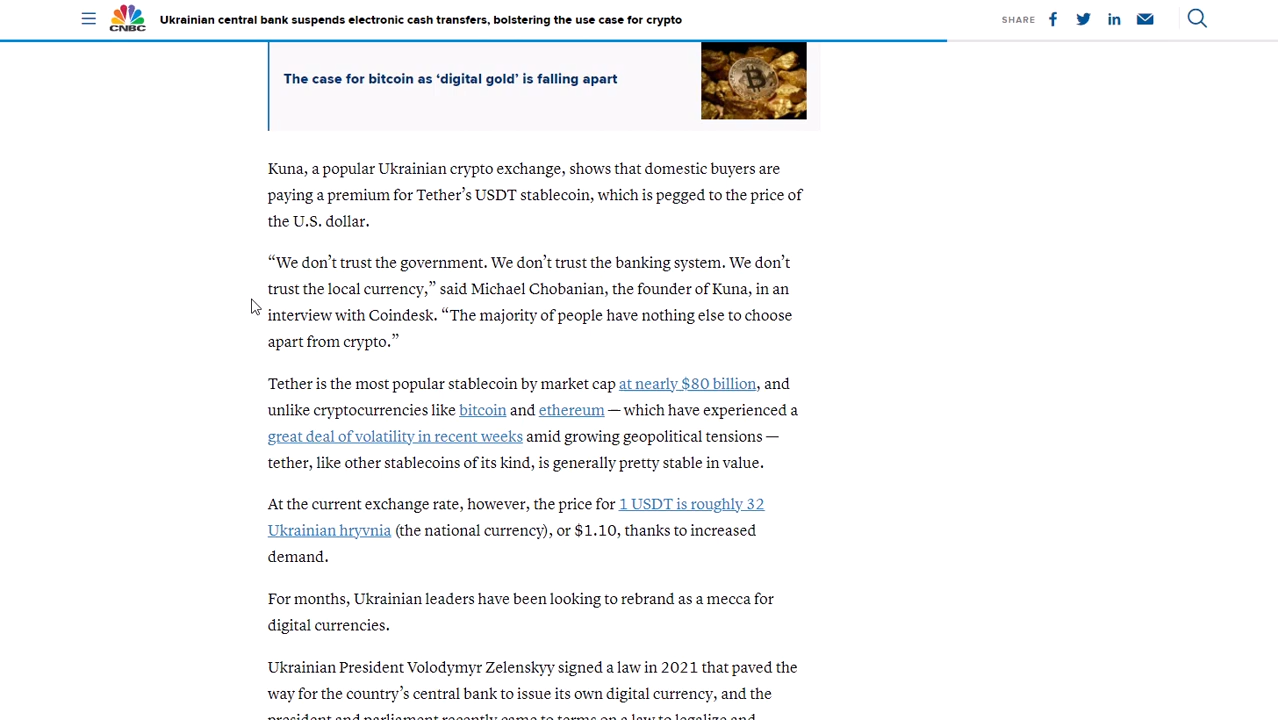 CNBC
Ukrainian central bank suspends electronic cash transfers, bolstering the use case for crypto
SHARE
The case for bitcoin as ‘digital gold’ is falling apart
Kuna, a popular Ukrainian crypto exchange, shows that domestic buyers are
paying a premium for Tether’s USDT stablecoin, which is pegged to the price of
the U.S. dollar.
“We don’t trust the government. We don’t trust the banking system. We don’t
trust the local currency,” said Michael Chobanian, the founder of Kuna, in an
interview with Coindesk. “The majority of people have nothing else to choose
apart from crypto.”
Tether is the most popular stablecoin by market cap at nearly $80 billion, and
unlike cryptocurrencies like bitcoin and ethereum — which have experienced a
great deal of volatility in recent weeks amid growing geopolitical tensions —
tether, like other stablecoins of its kind, is generally pretty stable in value.
At the current exchange rate, however, the price for 1 USDT is roughly 32
Ukrainian hryvnia (the national currency), or $1.10, thanks to increased
demand.
For months, Ukrainian leaders have been looking to rebrand as a mecca for
digital currencies.
Ukrainian President Volodymyr Zelenskyy signed a law in 2021 that paved the
way for the country’s central bank to issue its own digital currency, and the
president and parliament recently came to terms on a law to legalize and